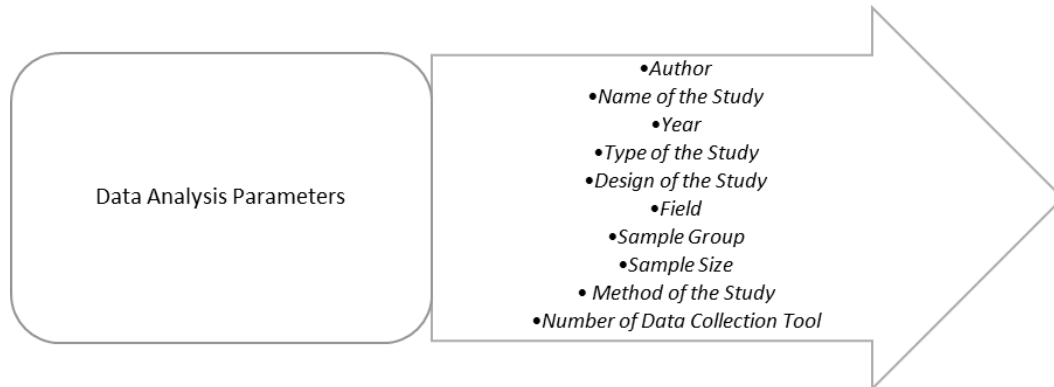 Data Analysis Parameters
•Author
•Name of the Study
•Year
•Type of the Study
•Design of the Study
•Field
•Sample Group
•Sample Size
• Method of the Study
•Number of Data Collection Tool